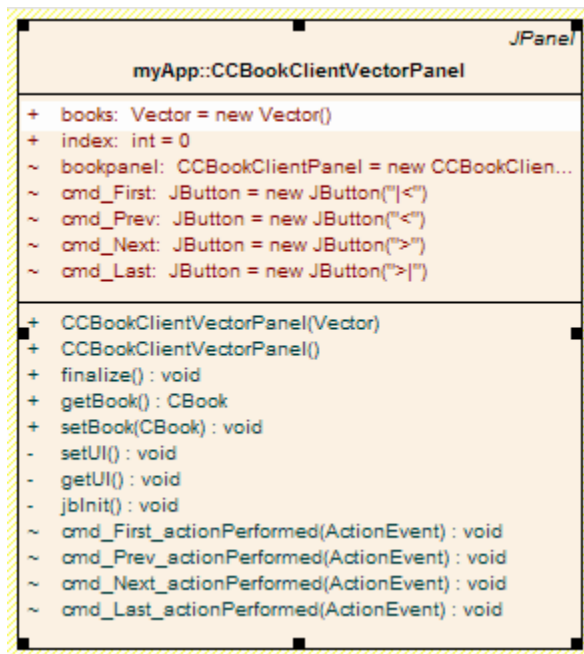 JPanel
myApp::CCBookClientVectorPanel
+ books: Vector = new Vector()
+ index: int = 0
~ bookpanel: CCBookClientPanel = new CCBookClien...
~ cmd_First: JButton = new JButton("|<")
~ cmd_Prev: JButton = new JButton("<")
~ cmd_Next: JButton = new JButton(">")
~ cmd_Last: JButton = new JButton(">|")
+ CCBookClientVectorPanel(Vector)
+ CCBookClientVectorPanel()
+ finalize() : void
+ getBook() : CBook
+ setBook(CBook) : void
- setUI() : void
- getUI() : void
- jbInit() : void
~ cmd_First_actionPerformed(ActionEvent) : void
~ cmd_Prev_actionPerformed(ActionEvent) : void
~ cmd_Next_actionPerformed(ActionEvent) : void
~ cmd_Last_actionPerformed(ActionEvent) : void